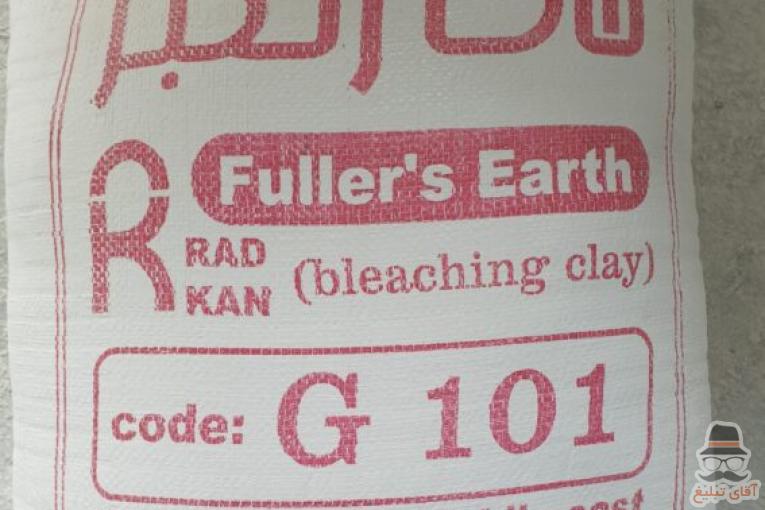 Fuller's Earth
R RAD KAN (bleaching clay)
code: G 101
آقای تبلیغ